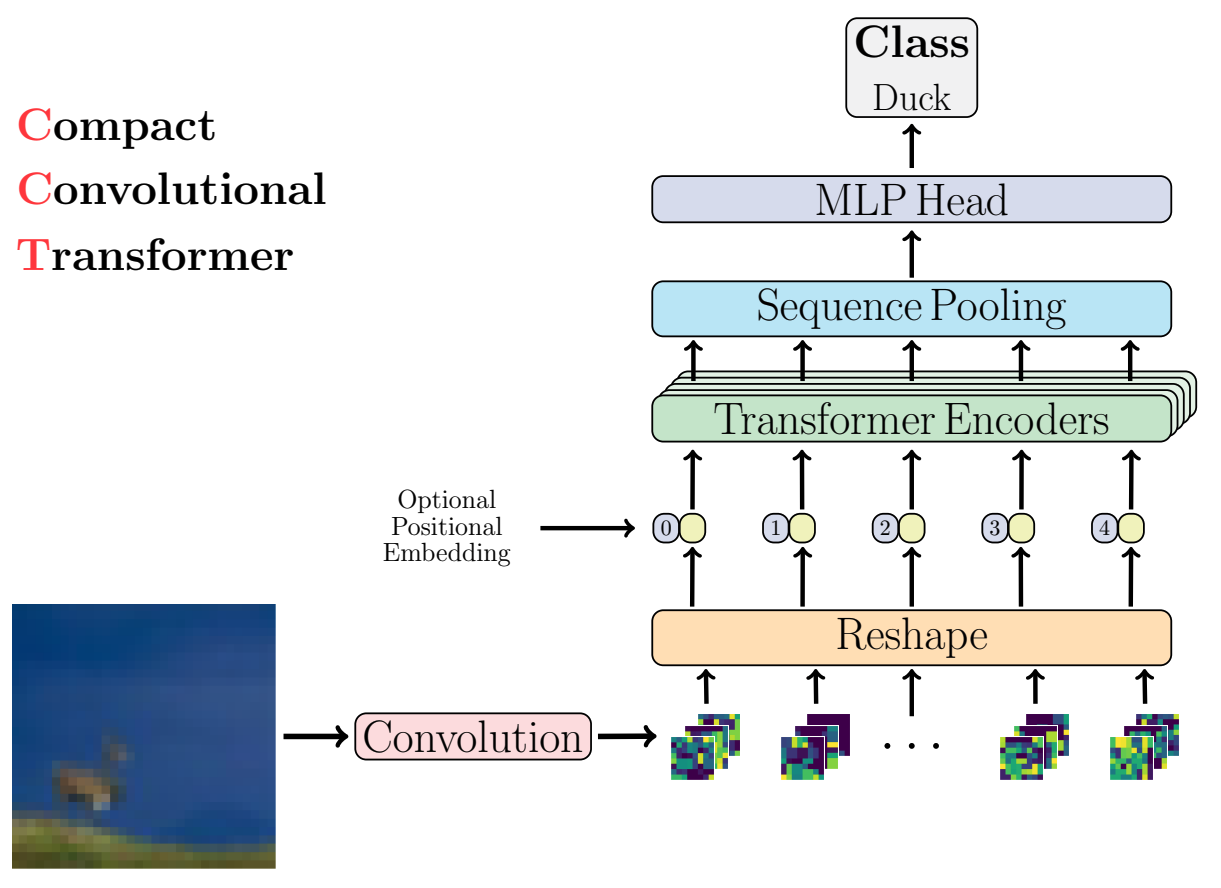 Compact
Convolutional
Transformer
Class
Duck
MLP Head
Sequence Pooling
Transformer Encoders
Optional
Positional
Embedding
0 1 2 3 4
Reshape
Convolution
. . .